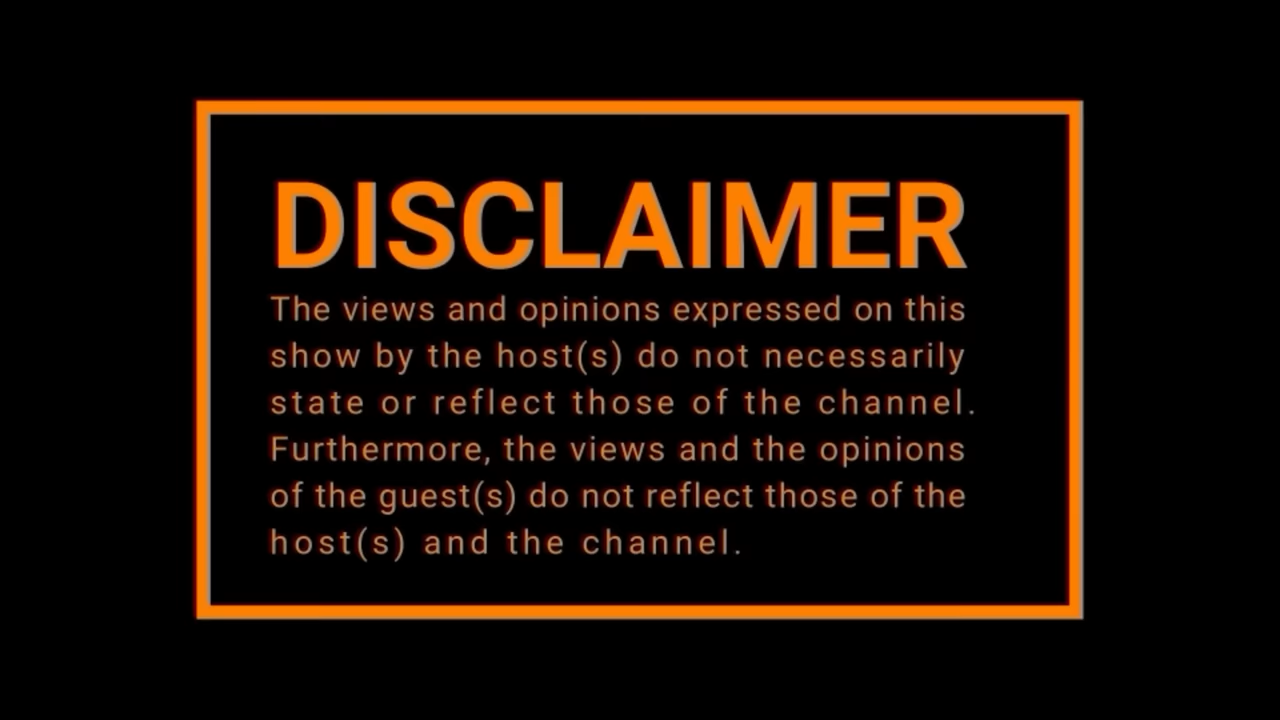 DISCLAIMER
The views and opinions expressed on this
show by the host(s) do not necessarily
state or reflect those of the channel.
Furthermore, the views and the opinions
of the guest(s) do not reflect those of the
host(s) and the channel.